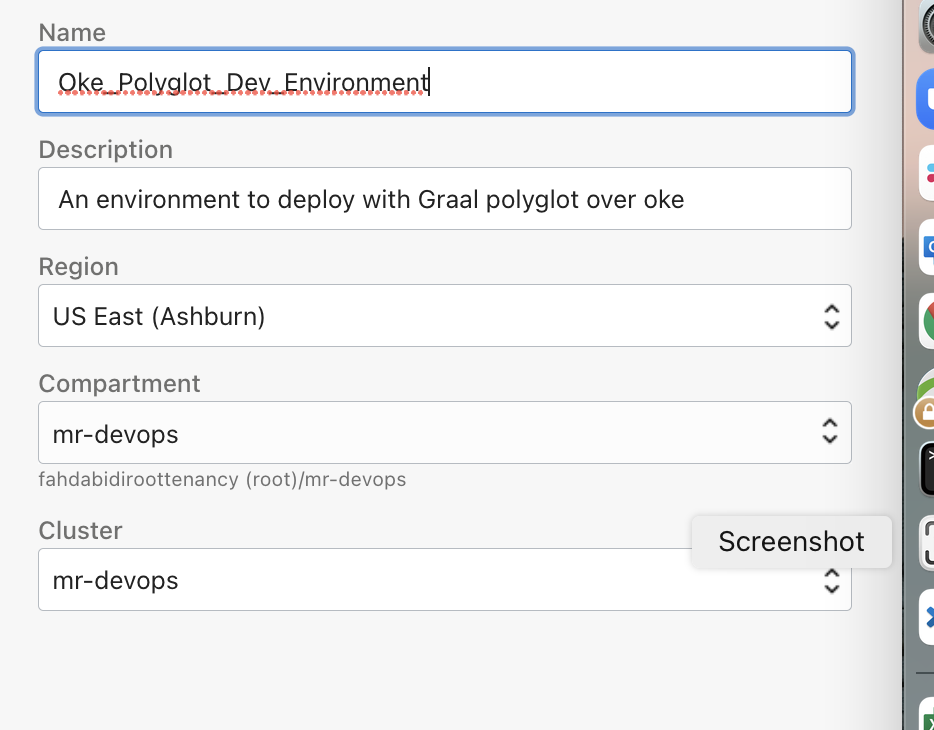 Name
Oke_Polyglot_Dev_Environment
Description
An environment to deploy with Graal polyglot over oke
Region
US East (Ashburn)
Compartment
mr-devops
fahdabidiroottenancy (root)/mr-devops
Cluster
Screenshot
mr-devops